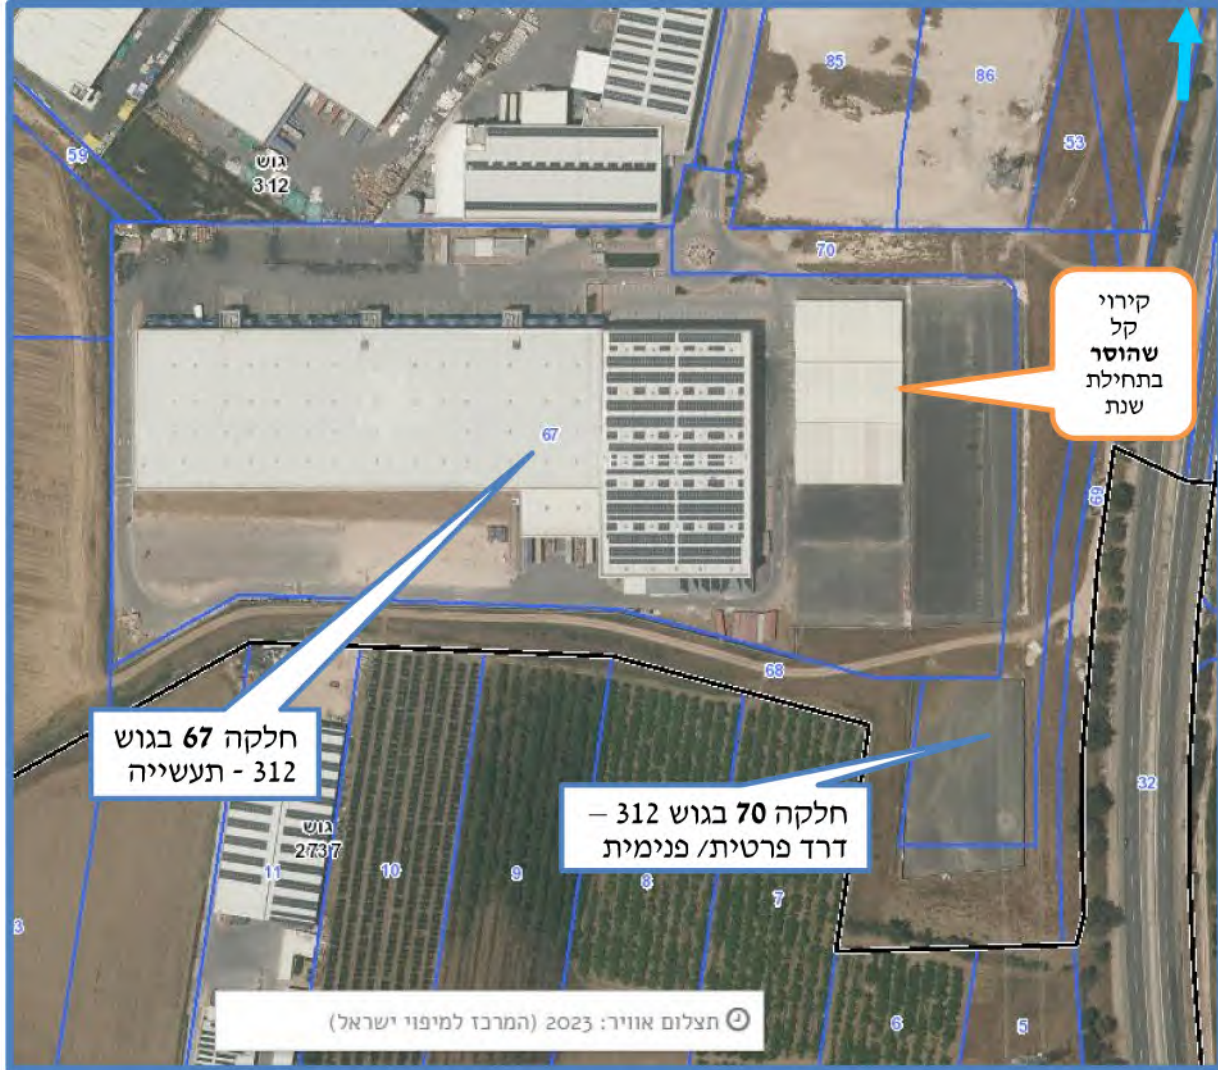 85
86
59
53
גוש
312
70
קירוי
קל
שהוסר
בתחילת
שנת
67
69
68
חלקה 67 בגוש
312 - תעשייה
חלקה 70 בגוש 312 –
דרד פרטית/ פנימית
32
גוש
2737
11
10
9
8
7
3
6
5
תצלום אוויר: 2023 (המרכז למיפוי ישראל)